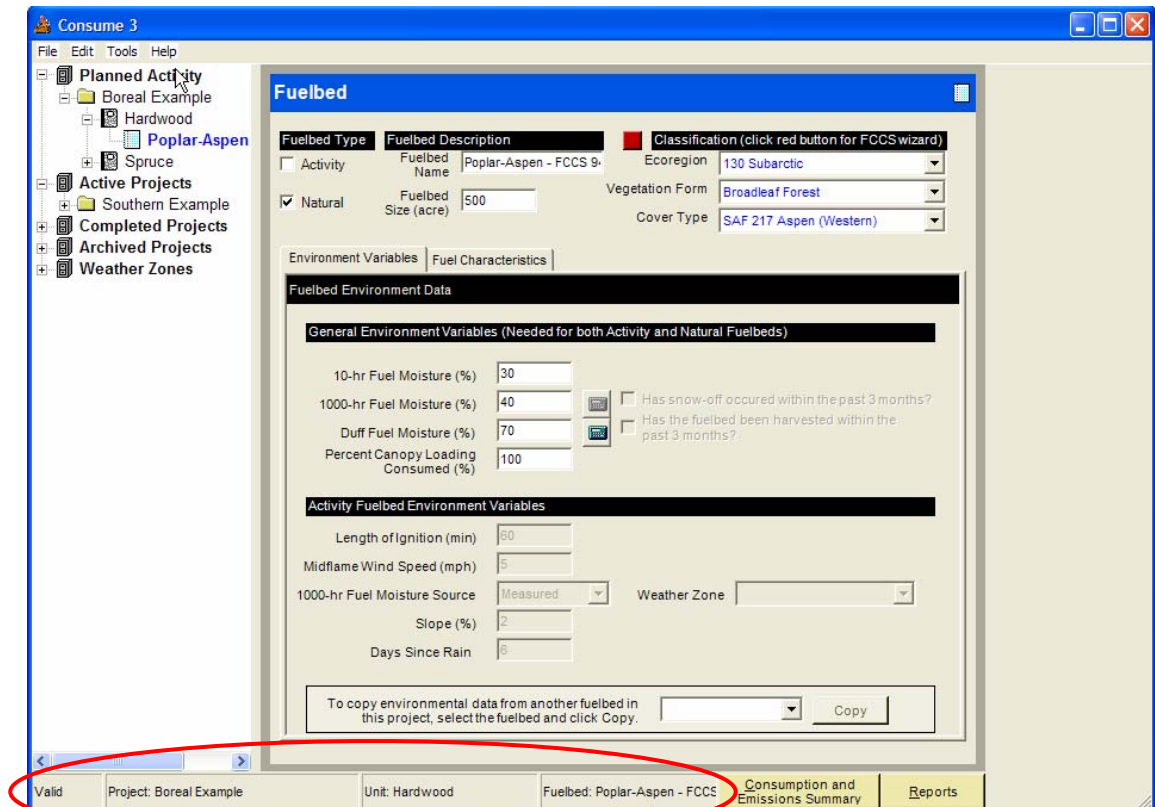 Consume 3
File Edit Tools Help
Planned Activity
Boreal Example
Hardwood
Poplar-Aspen
Spruce
Active Projects
Southern Example
Completed Projects
Archived Projects
Weather Zones
Fuelbed
Fuelbed Type Fuelbed Description Classification (click red button for FCCS wizard)
Activity Fuelbed Name Poplar-Aspen - FCCS 9 Ecoregion 130 Subarctic
Natural Fuelbed Size (acre) 500 Vegetation Form Broadleaf Forest
Cover Type SAF 217 Aspen (Western)
Environment Variables Fuel Characteristics
Fuelbed Environment Data
General Environment Variables (Needed for both Activity and Natural Fuelbeds)
10-hr Fuel Moisture (%) 30
1000-hr Fuel Moisture (%) 40 Has snow-off occured within the past 3 months?
Duff Fuel Moisture (%) 70 Has the fuelbed been harvested within the past 3 months?
Percent Canopy Loading Consumed (%) 100
Activity Fuelbed Environment Variables
Length of Ignition (min) 60
Midflame Wind Speed (mph) 5
1000-hr Fuel Moisture Source Measured Weather Zone
Slope (%) 2
Days Since Rain 6
To copy environmental data from another fuelbed in
this project, select the fuelbed and click Copy. Copy
Valid Project: Boreal Example Unit: Hardwood Fuelbed: Poplar-Aspen - FCCS Consumption and Emissions Summary Reports